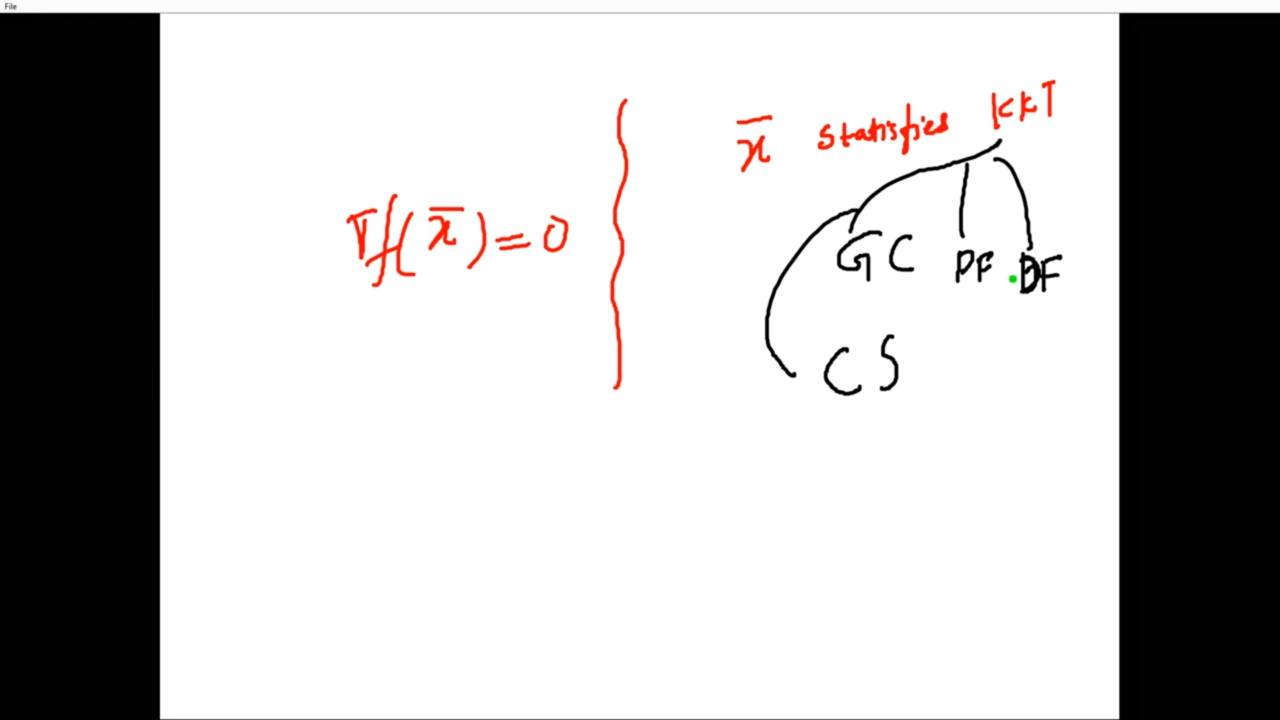 File
x̄ statisfies KKT
∇f(x̄) = 0
GC PF DF
CS